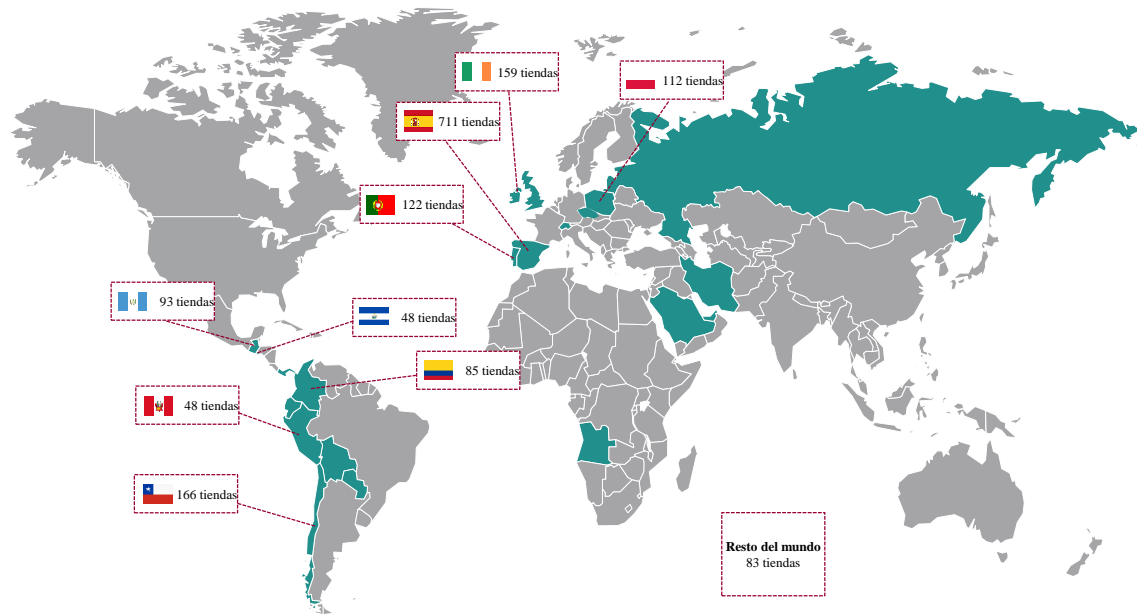 159 tiendas
112 tiendas
711 tiendas
122 tiendas
93 tiendas
48 tiendas
85 tiendas
48 tiendas
166 tiendas
Resto del mundo
83 tiendas